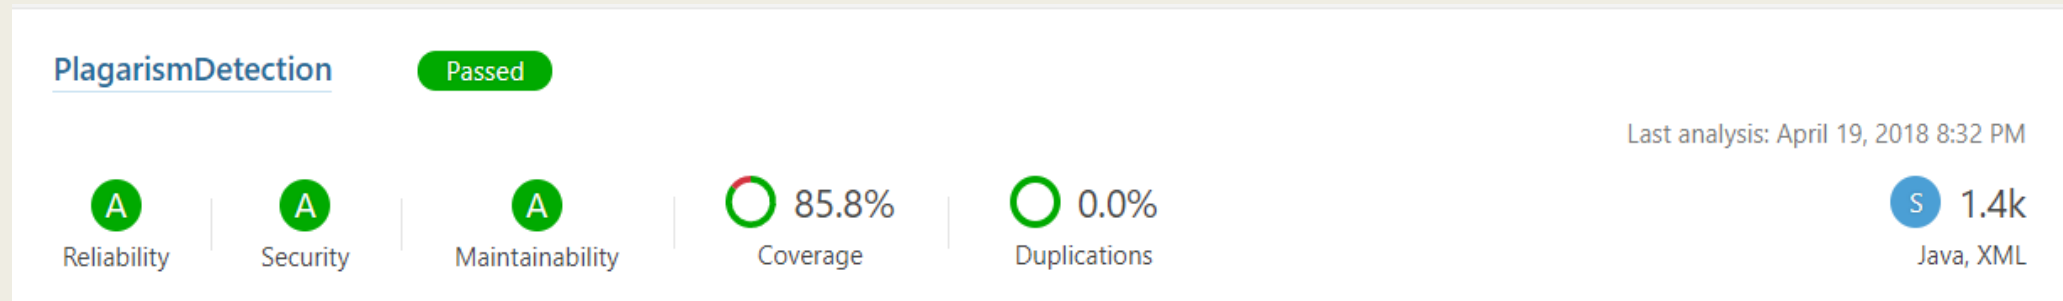 PlagarismDetection Passed
Last analysis: April 19, 2018 8:32 PM
A A A 85.8% 0.0% S 1.4k
Reliability Security Maintainability Coverage Duplications Java, XML